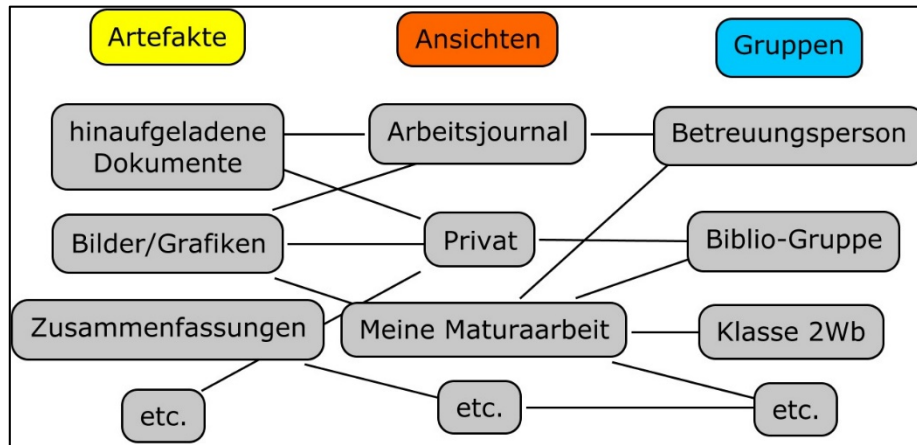 Artefakte
Ansichten
Gruppen
hinaufgeladene
Dokumente
Arbeitsjournal
Betreuungsperson
Bilder/Grafiken
Privat
Biblio-Gruppe
Zusammenfassungen
Meine Maturaarbeit
Klasse 2Wb
etc.
etc.
etc.